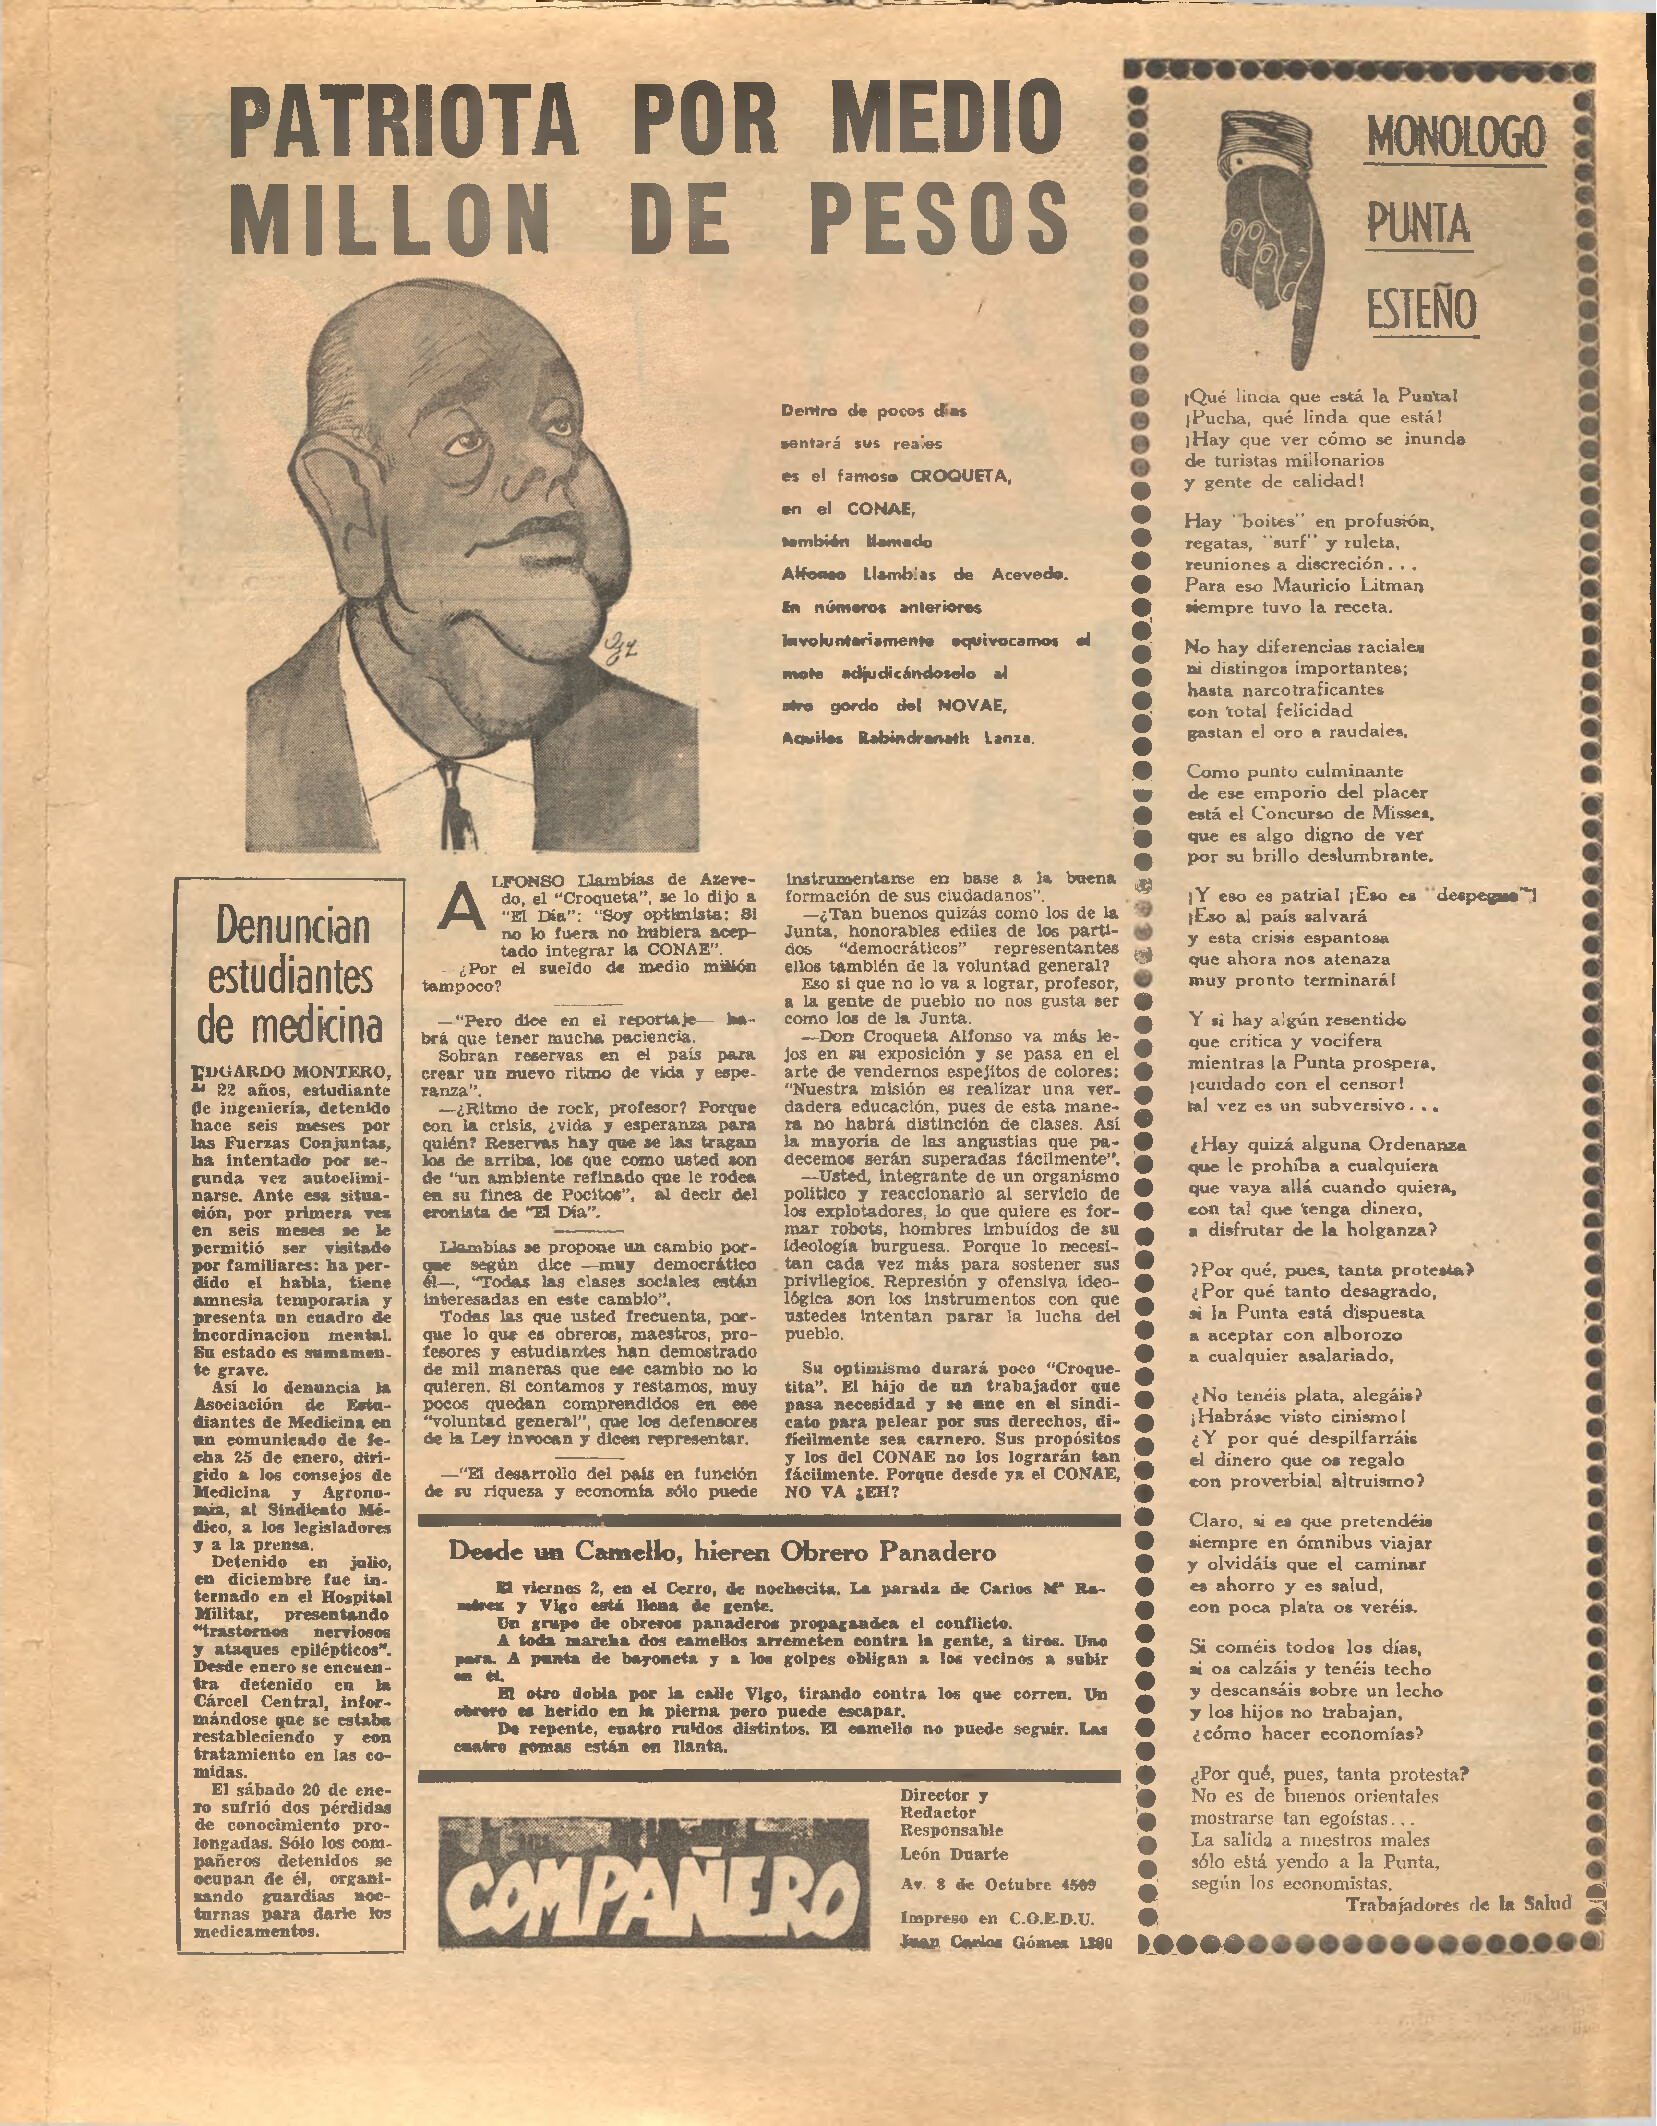 PATRIOTA POR MEDIO
MILLON DE PESOS
Dentro de pocos días
sentará sus reales
es el famoso CROQUETA,
en el CONAE,
también llamado
Alfonso Llambías de Acevedo.
En números anteriores
involuntariamente equivocamos el
mote adjudicándoselo al
otro gordo del NOVAE,
Aquiles Rabindranath Lanza.
Denuncian
estudiantes
de medicina
EDGARDO MONTERO,
22 años, estudiante
de ingeniería, detenido
hace seis meses por
las Fuerzas Conjuntas,
ha intentado por se-
gunda vez autoelimi-
narse. Ante esa situa-
ción, por primera vez
en seis meses se le
permitió ser visitado
por familiares: ha per-
dido el habla, tiene
amnesia temporaria y
presenta un cuadro de
incordinacion mental.
Su estado es sumamen-
te grave.
Así lo denuncia la
Asociación de Estu-
diantes de Medicina en
un comunicado de fe-
cha 25 de enero, diri-
gido a los consejos de
Medicina y Agrono-
mía, al Sindicato Mé-
dico, a los legisladores
y a la prensa.
Detenido en julio,
en diciembre fue in-
ternado en el Hospital
Militar, presentando
"trastornos nerviosos
y ataques epilépticos".
Desde enero se encuen-
tra detenido en la
Cárcel Central, infor-
mándose que se estaba
restableciendo y con
tratamiento en las co-
midas.
El sábado 20 de ene-
ro sufrió dos pérdidas
de conocimiento pro-
longadas. Sólo los com-
pañeros detenidos se
ocupan de él, organi-
zando guardias noc-
turnas para darle los
medicamentos.
ALFONSO Llambías de Azeve-
do, el "Croqueta", se lo dijo a
"El Día": "Soy optimista: Si
no lo fuera no hubiera acep-
tado integrar la CONAE".
—¿Por el sueldo de medio millón
tampoco?
—"Pero dice en el reportaje— ha-
brá que tener mucha paciencia.
Sobran reservas en el país para
crear un nuevo ritmo de vida y espe-
ranza".
—¿Ritmo de rock, profesor? Porque
con la crisis, ¿vida y esperanza para
quién? Reservas hay que se las tragan
los de arriba, los que como usted son
de "un ambiente refinado que le rodea
en su finca de Pocitos", al decir del
cronista de "El Día".
Llambías se propone un cambio por-
que según dice —muy democrático
él—, "Todas las clases sociales están
interesadas en este cambio".
Todas las que usted frecuenta, por-
que lo que es obreros, maestros, pro-
fesores y estudiantes han demostrado
de mil maneras que ese cambio no lo
quieren. Si contamos y restamos, muy
pocos quedan comprendidos en ese
"voluntad general", que los defensores
de la Ley invocan y dicen representar.
—"El desarrollo del país en función
de su riqueza y economía sólo puede
instrumentarse en base a la buena
formación de sus ciudadanos".
—¿Tan buenos quizás como los de la
Junta, honorables ediles de los parti-
dos "democráticos" representantes
ellos también de la voluntad general?
Eso si que no lo va a lograr, profesor,
a la gente de pueblo no nos gusta ser
como los de la Junta.
—Don Croqueta Alfonso va más le-
jos en su exposición y se pasa en el
arte de vendernos espejitos de colores:
"Nuestra misión es realizar una ver-
dadera educación, pues de esta mane-
ra no habrá distinción de clases. Así
la mayoría de las angustias que pa-
decemos serán superadas fácilmente".
—Usted, integrante de un organismo
político y reaccionario al servicio de
los explotadores, lo que quiere es for-
mar robots, hombres imbuídos de su
ideología burguesa. Porque lo necesi-
tan cada vez más para sostener sus
privilegios. Represión y ofensiva ideo-
lógica son los instrumentos con que
ustedes intentan parar la lucha del
pueblo.
Su optimismo durará poco "Croque-
tita". El hijo de un trabajador que
pasa necesidad y se une en el sindi-
cato para pelear por sus derechos, di-
fícilmente sea carnero. Sus propósitos
y los del CONAE no los lograrán tan
fácilmente. Porque desde ya el CONAE,
NO VA ¿EH?
Desde un Camello, hieren Obrero Panadero
El viernes 2, en el Cerro, de nochecita. La parada de Carlos Mª Ra-
mírez y Vigo está llena de gente.
Un grupo de obreros panaderos propagandea el conflicto.
A toda marcha dos camellos arremeten contra la gente, a tiros. Uno
para. A punta de bayoneta y a los golpes obligan a los vecinos a subir
en él.
El otro dobla por la calle Vigo, tirando contra los que corren. Un
obrero es herido en la pierna pero puede escapar.
De repente, cuatro ruidos distintos. El camello no puede seguir. Las
cuatro gomas están en llanta.
COMPAÑERO
Director y
Redactor
Responsable
León Duarte
Av. 8 de Octubre 4509
Impreso en C.O.E.D.U.
Juan Carlos Gómez
MONOLOGO
PUNTA
ESTEÑO
¡Qué linda que está la Punta!
¡Pucha, qué linda que está!
¡Hay que ver cómo se inunda
de turistas millonarios
y gente de calidad!
Hay "boites" en profusión,
regatas, "surf" y ruleta,
reuniones a discreción...
Para eso Mauricio Litman
siempre tuvo la receta.
No hay diferencias raciales
ni distingos importantes;
hasta narcotraficantes
con total felicidad
gastan el oro a raudales.
Como punto culminante
de ese emporio del placer
está el Concurso de Misses,
que es algo digno de ver
por su brillo deslumbrante.
¡Y eso es patria! ¡Eso es "despegue"!
¡Eso al país salvará
y esta crisis espantosa
que ahora nos atenaza
muy pronto terminará!
Y si hay algún resentido
que critica y vocifera
mientras la Punta prospera,
¡cuidado con el censor!
tal vez es un subversivo...
¿Hay quizá alguna Ordenanza
que le prohíba a cualquiera
que vaya allá cuando quiera,
con tal que tenga dinero,
a disfrutar de la holganza?
?Por qué, pues, tanta protesta?
¿Por qué tanto desagrado,
si la Punta está dispuesta
a aceptar con alborozo
a cualquier asalariado,
¿No tenéis plata, alegáis?
¡Habráse visto cinismo!
¿Y por qué despilfarráis
el dinero que os regalo
con proverbial altruismo?
Claro, si es que pretendéis
siempre en ómnibus viajar
y olvidáis que el caminar
es ahorro y es salud,
con poca plata os veréis.
Si coméis todos los días,
si os calzáis y tenéis techo
y descansáis sobre un lecho
y los hijos no trabajan,
¿cómo hacer economías?
¿Por qué, pues, tanta protesta?
No es de buenos orientales
mostrarse tan egoístas...
La salida a nuestros males
sólo está yendo a la Punta,
según los economistas.
Trabajadores de la Salud